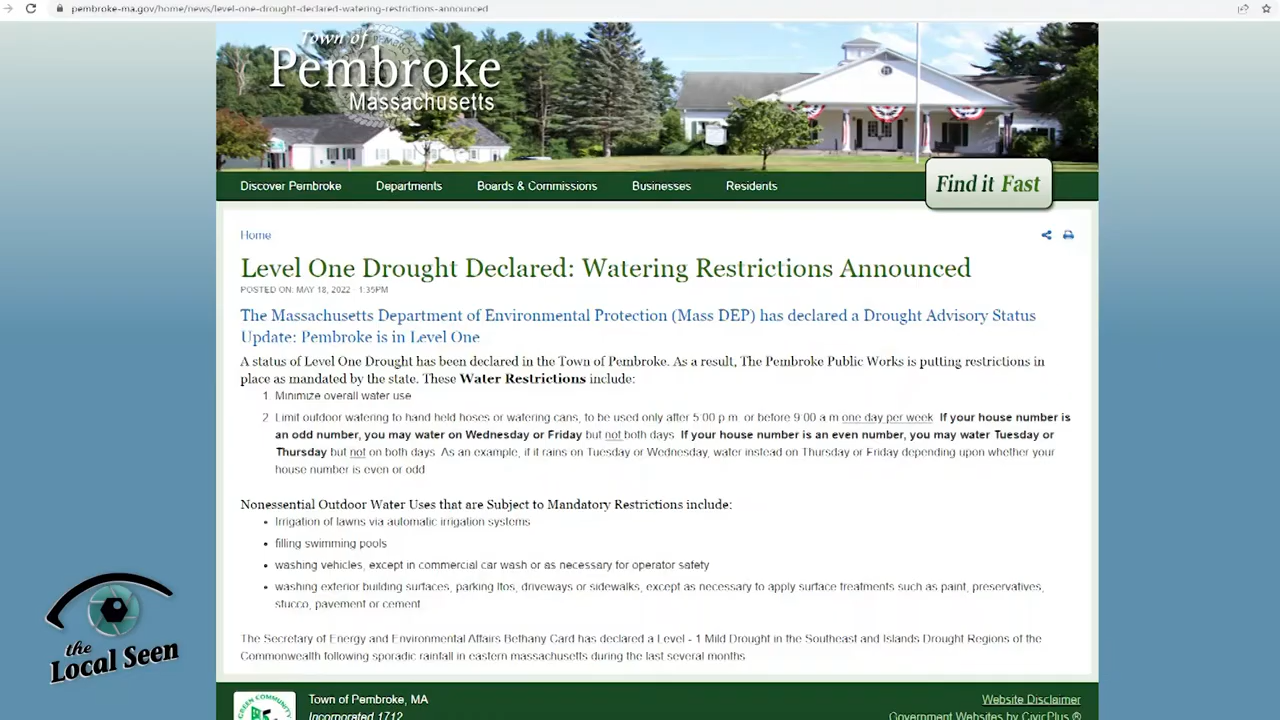 pembroke-ma.gov/home/news/level-one-drought-declared-watering-restrictions-announced
Town of
Pembroke
Massachusetts
Discover Pembroke Departments Boards & Commissions Businesses Residents
Find it Fast
Home
Level One Drought Declared: Watering Restrictions Announced
POSTED ON: MAY 18, 2022 - 1:35PM
The Massachusetts Department of Environmental Protection (Mass DEP) has declared a Drought Advisory Status
Update: Pembroke is in Level One
A status of Level One Drought has been declared in the Town of Pembroke. As a result, The Pembroke Public Works is putting restrictions in
place as mandated by the state. These Water Restrictions include:
1 Minimize overall water use
2 Limit outdoor watering to hand held hoses or watering cans, to be used only after 5:00 p.m. or before 9:00 a.m one day per week. If your house number is
an odd number, you may water on Wednesday or Friday but not both days. If your house number is an even number, you may water Tuesday or
Thursday but not on both days. As an example, if it rains on Tuesday or Wednesday, water instead on Thursday or Friday depending upon whether your
house number is even or odd
Nonessential Outdoor Water Uses that are Subject to Mandatory Restrictions include:
• Irrigation of lawns via automatic irrigation systems
• filling swimming pools
• washing vehicles, except in commercial car wash or as necessary for operator safety
• washing exterior building surfaces, parking ltos, driveways or sidewalks, except as necessary to apply surface treatments such as paint, preservatives,
stucco, pavement or cement
The Secretary of Energy and Environmental Affairs Bethany Card has declared a Level - 1 Mild Drought in the Southeast and Islands Drought Regions of the
Commonwealth following sporadic rainfall in eastern massachusetts during the last several months
the
Local Seen
GREEN COMMUNITY
Town of Pembroke, MA
Incorporated 1712
Website Disclaimer
Government Websites by CivicPlus ®